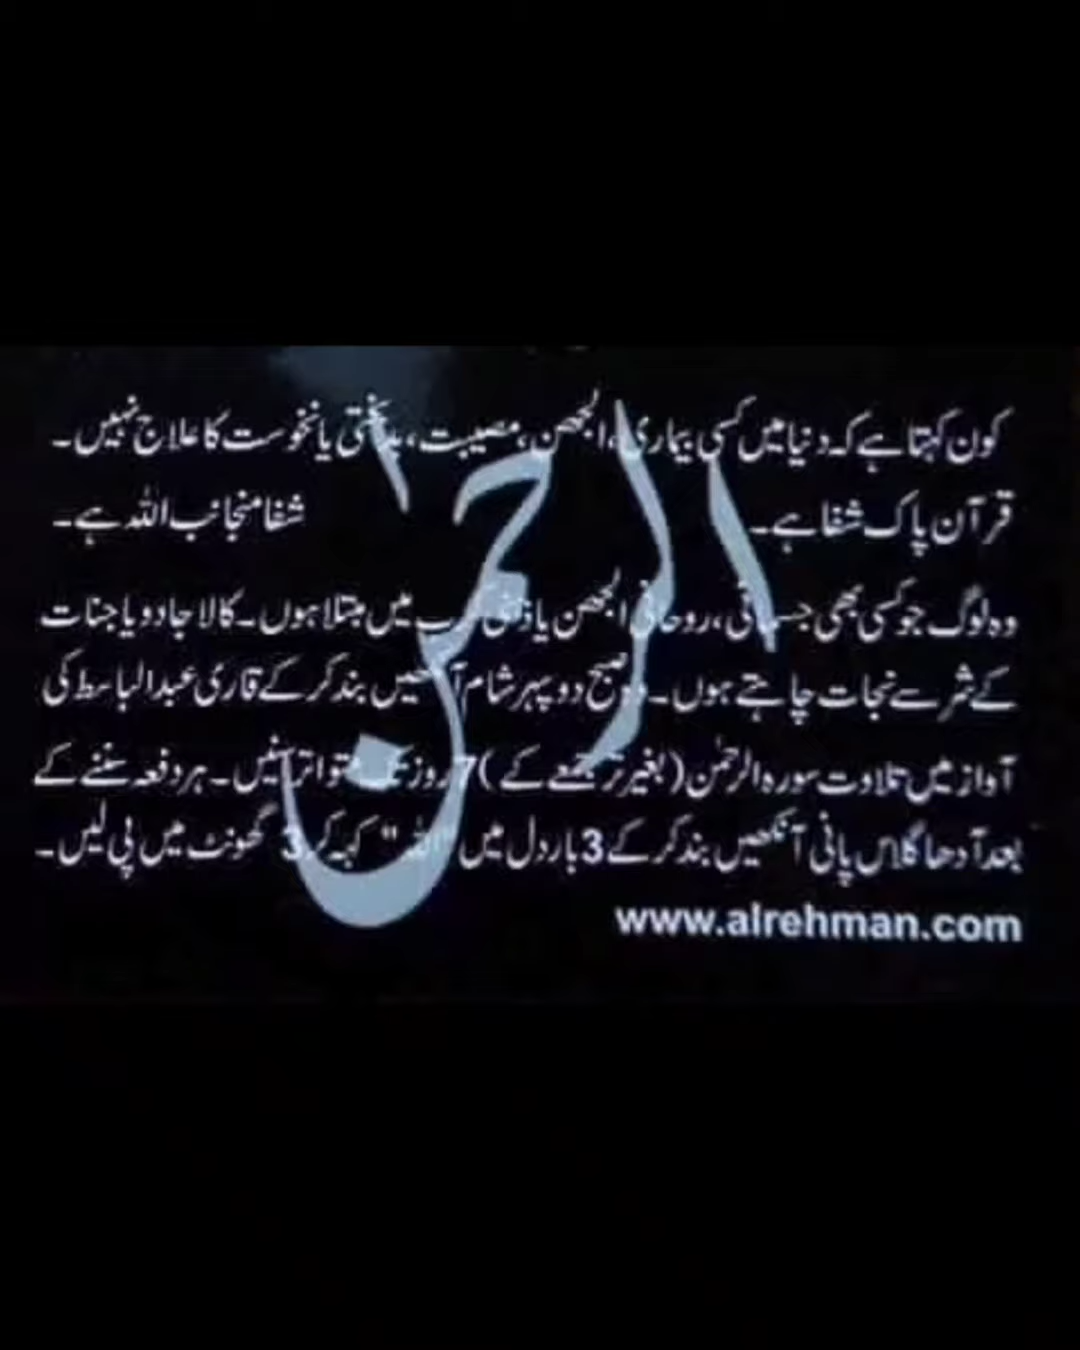 کون کہتا ہے کہ دنیا میں کسی بیماری، الجھن، مصیبت، بدبختی یا نحوست کا علاج نہیں۔
قرآن پاک شفا ہے۔ شفا منجانب اللہ ہے۔
وہ لوگ جو کسی بھی جسمانی، روحانی الجھن یا ذہنی میں مبتلا ہوں۔ کالا جادو یا جنات
کے شر سے نجات چاہتے ہوں۔ صبح دوپہر شام آنکھیں بند کر کے قاری عبدالباسط کی
آواز میں تلاوت سورہ الرحمٰن (بغیر ترجمے کے) 7 روز تک متواتر سنیں۔ ہر دفعہ سننے کے
بعد آدھا گلاس پانی آنکھیں بند کر کے 3 بار دل میں "اللہ" کہہ کر 3 گھونٹ میں پی لیں۔
www.alrehman.com
الرحمٰن